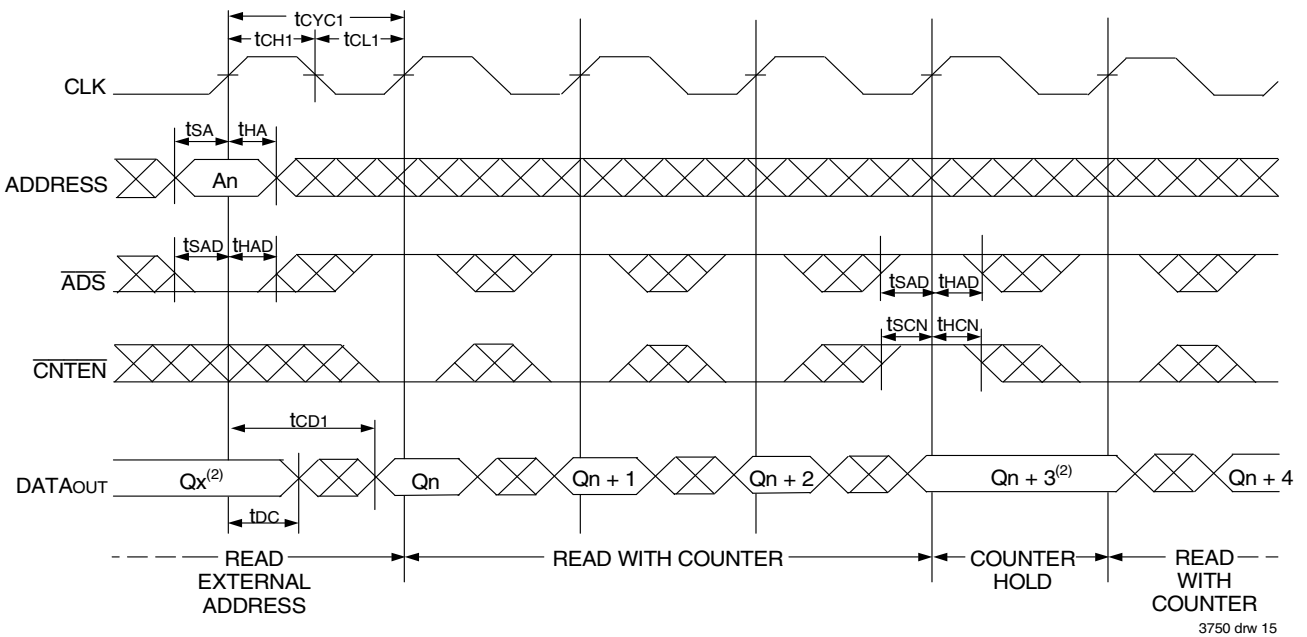 tCYC1
tCH1 tCL1
CLK
tSA tHA
ADDRESS An
tSAD tHAD
ADS
tSAD tHAD
tSCN tHCN
CNTEN
tCD1
DATAOUT Qx(2) Qn Qn + 1 Qn + 2 Qn + 3(2) Qn + 4
tDC
READ
EXTERNAL
ADDRESS
READ WITH COUNTER
COUNTER
HOLD
READ
WITH
COUNTER
3750 drw 15